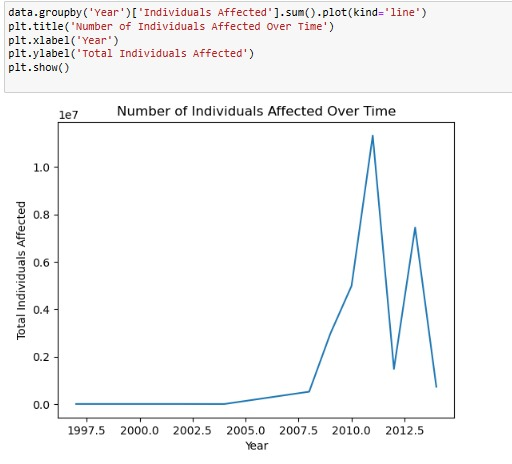 data.groupby('Year')['Individuals Affected'].sum().plot(kind='line')
plt.title('Number of Individuals Affected Over Time')
plt.xlabel('Year')
plt.ylabel('Total Individuals Affected')
plt.show()
Number of Individuals Affected Over Time
1e7
1.0
0.8
0.6
0.4
0.2
0.0
Total Individuals Affected
1997.5 2000.0 2002.5 2005.0 2007.5 2010.0 2012.5
Year